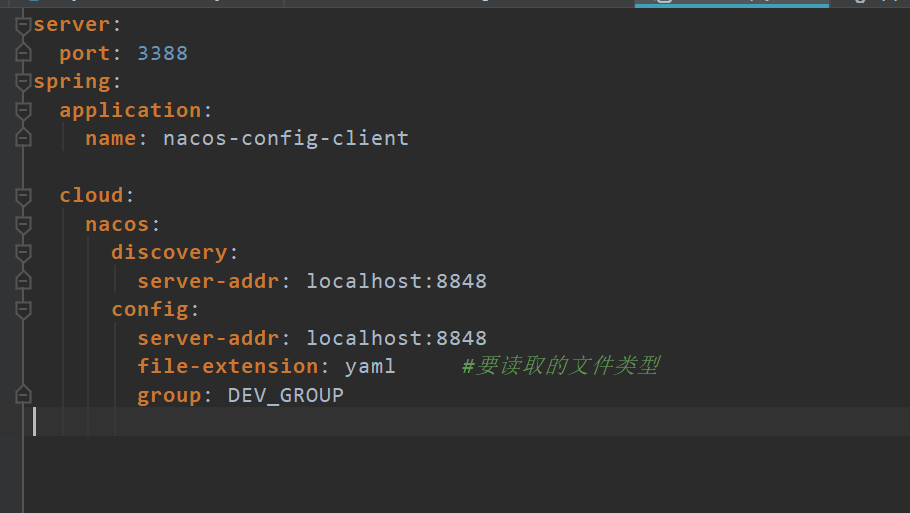 server:
  port: 3388
spring:
  application:
    name: nacos-config-client
  cloud:
    nacos:
      discovery:
        server-addr: localhost:8848
      config:
        server-addr: localhost:8848
        file-extension: yaml     #要读取的文件类型
        group: DEV_GROUP